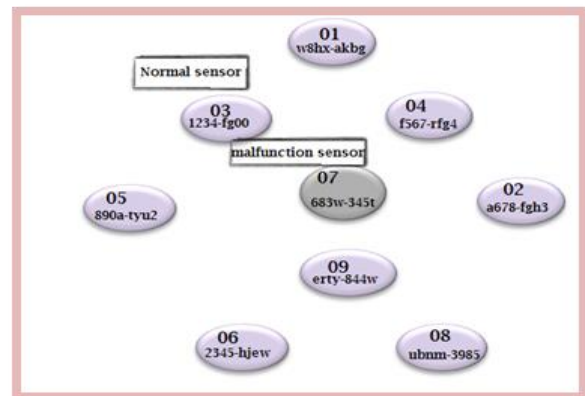 01
w8hx-akbg
Normal sensor
03
1234-fg00
04
f567-rfg4
malfunction sensor
07
683w-345t
05
890a-tyu2
02
a678-fgh3
09
erty-844w
06
2345-hjew
08
ubnm-3985